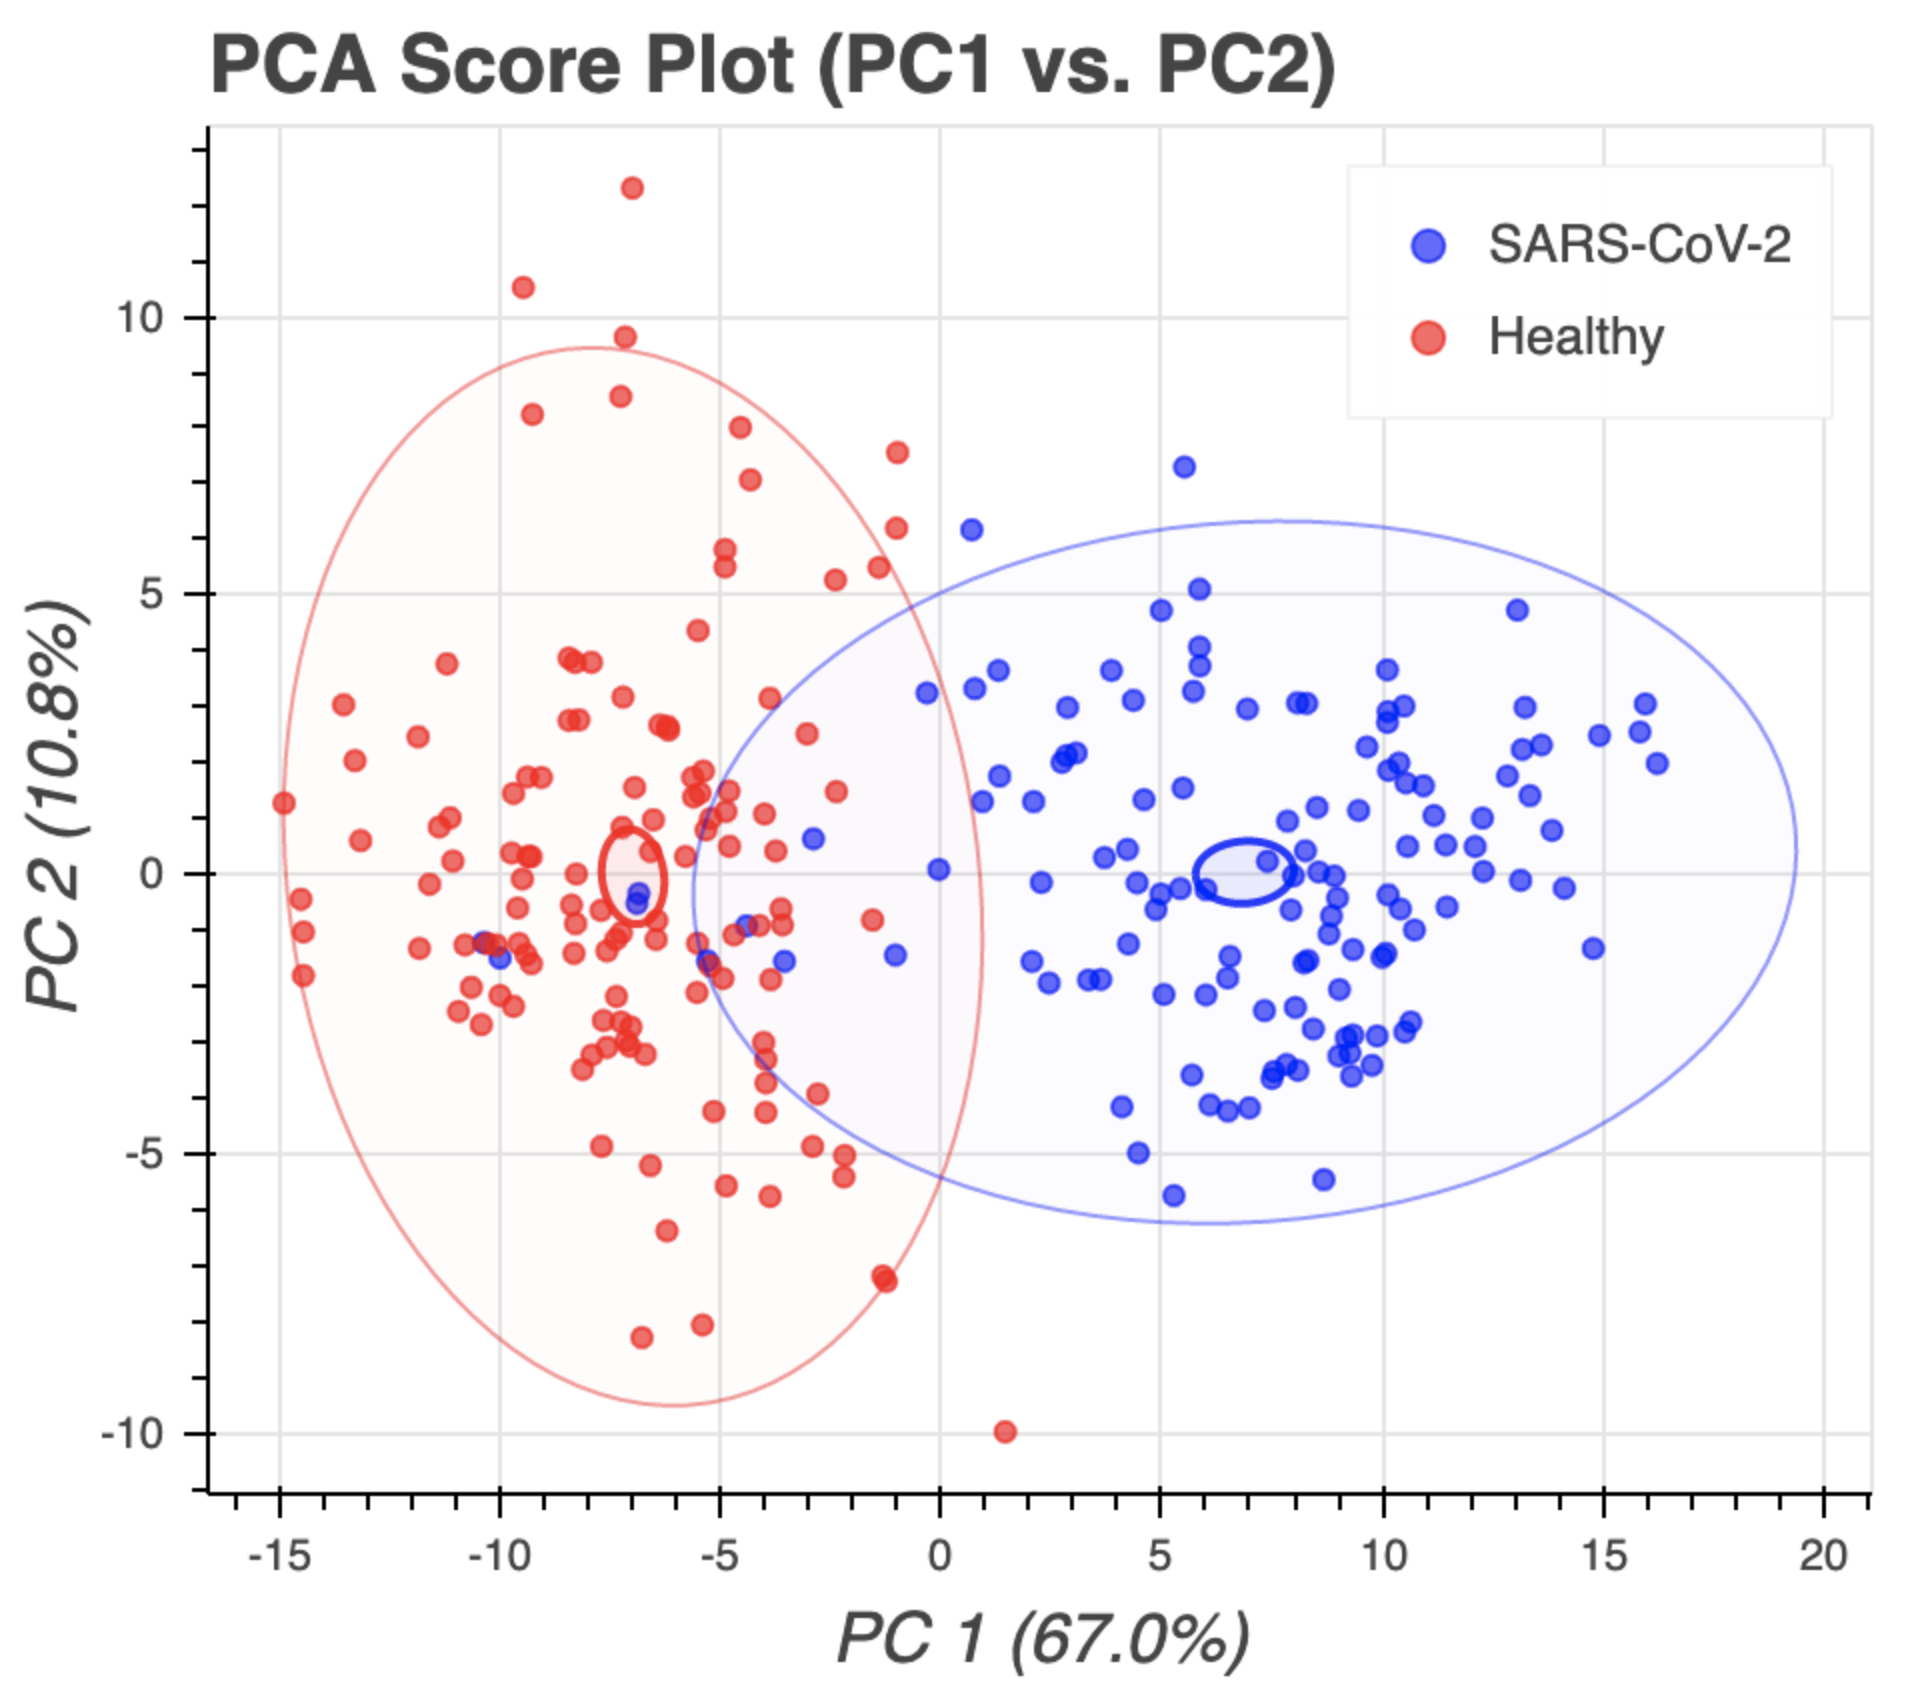 PCA Score Plot (PC1 vs. PC2)
SARS-CoV-2
Healthy
10
5
0
-5
-10
PC 2 (10.8%)
-15 -10 -5 0 5 10 15 20
PC 1 (67.0%)